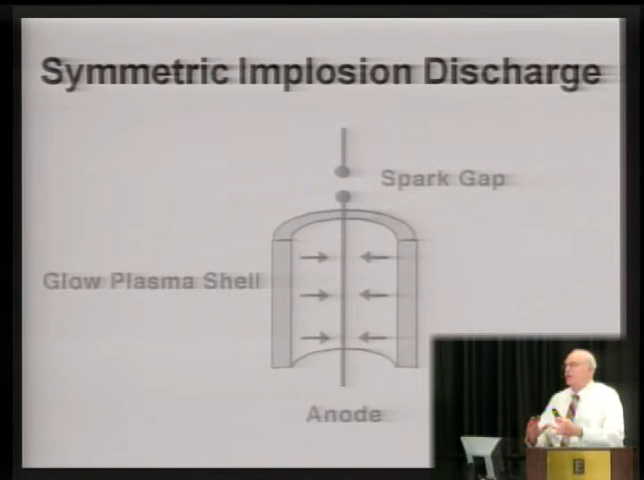 Symmetric Implosion Discharge
Spark Gap
Glow Plasma Shell
Anode
E